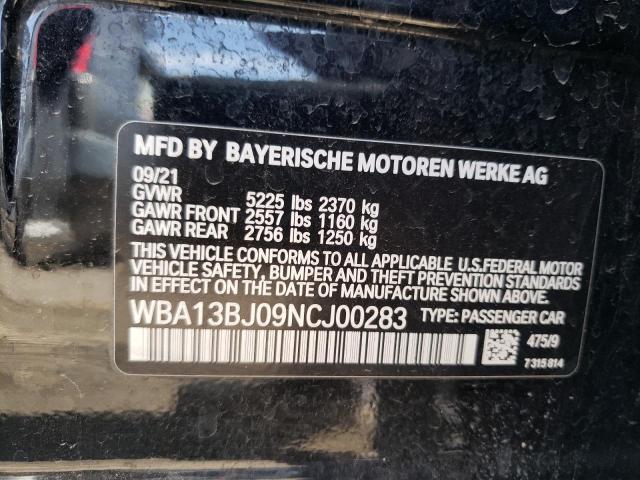 MFD BY BAYERISCHE MOTOREN WERKE AG
09/21
GVWR 5225 lbs 2370 kg
GAWR FRONT 2557 lbs 1160 kg
GAWR REAR 2756 lbs 1250 kg
THIS VEHICLE CONFORMS TO ALL APPLICABLE U.S.FEDERAL MOTOR
VEHICLE SAFETY, BUMPER AND THEFT PREVENTION STANDARDS
IN EFFECT ON THE DATE OF MANUFACTURE SHOWN ABOVE.
WBA13BJ09NCJ00283 TYPE: PASSENGER CAR
475/9
7 315 814